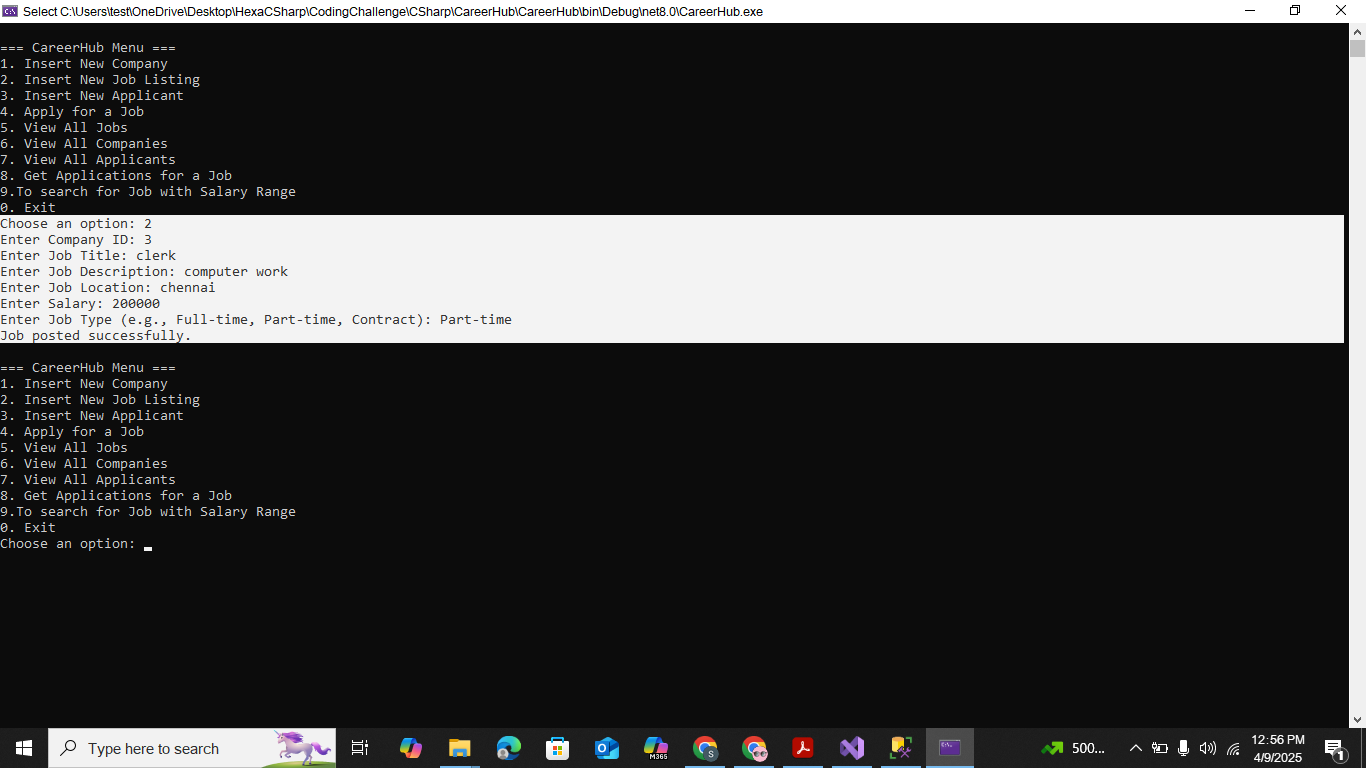 Select C:\Users\test\OneDrive\Desktop\HexaCSharp\CodingChallenge\CSharp\CareerHub\CareerHub\bin\Debug\net8.0\CareerHub.exe
=== CareerHub Menu ===
1. Insert New Company
2. Insert New Job Listing
3. Insert New Applicant
4. Apply for a Job
5. View All Jobs
6. View All Companies
7. View All Applicants
8. Get Applications for a Job
9.To search for Job with Salary Range
0. Exit
Choose an option: 2
Enter Company ID: 3
Enter Job Title: clerk
Enter Job Description: computer work
Enter Job Location: chennai
Enter Salary: 200000
Enter Job Type (e.g., Full-time, Part-time, Contract): Part-time
Job posted successfully.
=== CareerHub Menu ===
1. Insert New Company
2. Insert New Job Listing
3. Insert New Applicant
4. Apply for a Job
5. View All Jobs
6. View All Companies
7. View All Applicants
8. Get Applications for a Job
9.To search for Job with Salary Range
0. Exit
Choose an option:
Type here to search
M365
S
500...
12:56 PM
4/9/2025
1